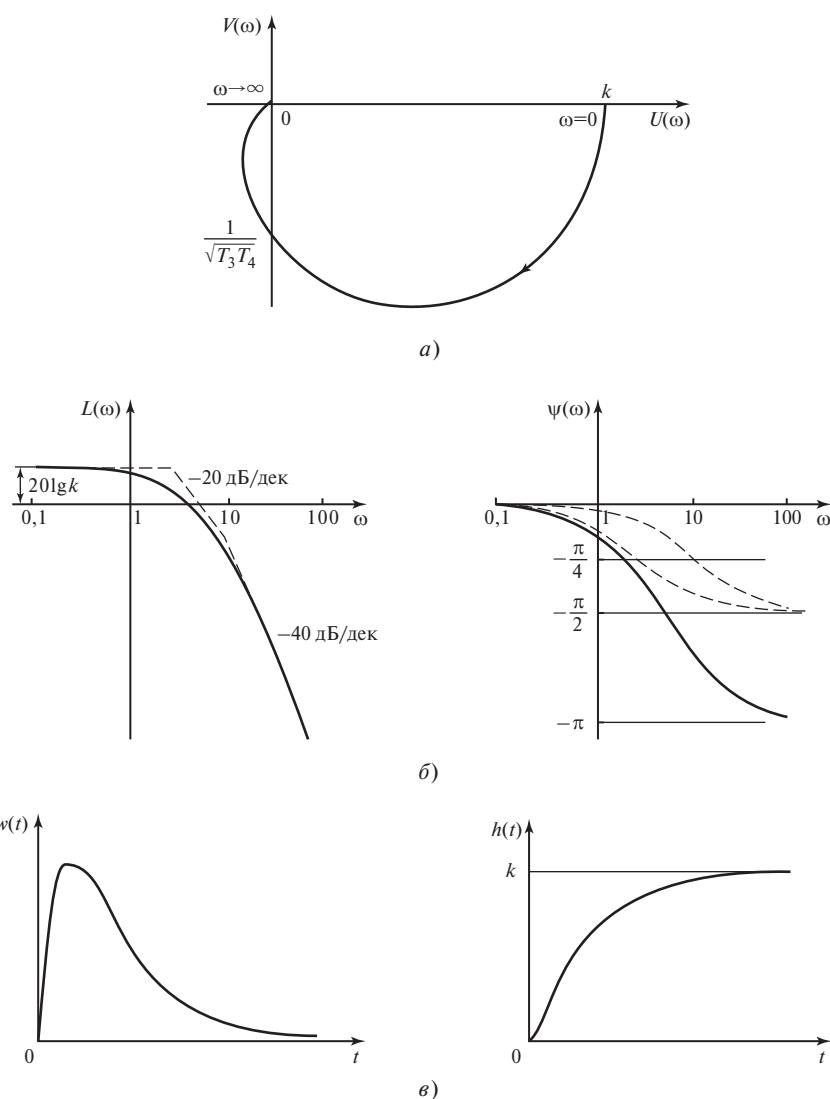 V(ω)
ω→∞
0
k
ω=0
U(ω)
1
√T₃T₄
а)
L(ω)
−20 дБ/дек
20lgk
0,1
1
10
100
ω
−40 дБ/дек
ψ(ω)
0,1
1
10
100
ω
−π/4
−π/2
−π
б)
w(t)
0
t
h(t)
k
0
t
в)